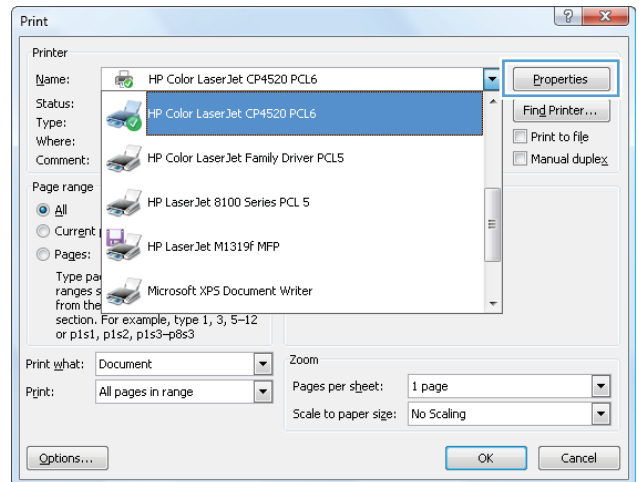 Print
Printer
Name: HP Color LaserJet CP4520 PCL6 Properties
Status:
HP Color LaserJet CP4520 PCL6 Find Printer...
Type:
Where: Print to file
Comment: HP Color LaserJet Family Driver PCL5 Manual duplex
Page range
HP LaserJet 8100 Series PCL 5
All
Current
HP LaserJet M1319f MFP
Pages:
Type pa
ranges s Microsoft XPS Document Writer
from the
section. For example, type 1, 3, 5–12
or p1s1, p1s2, p1s3–p8s3
Print what: Document Zoom
Print: All pages in range Pages per sheet: 1 page
Scale to paper size: No Scaling
Options... OK Cancel